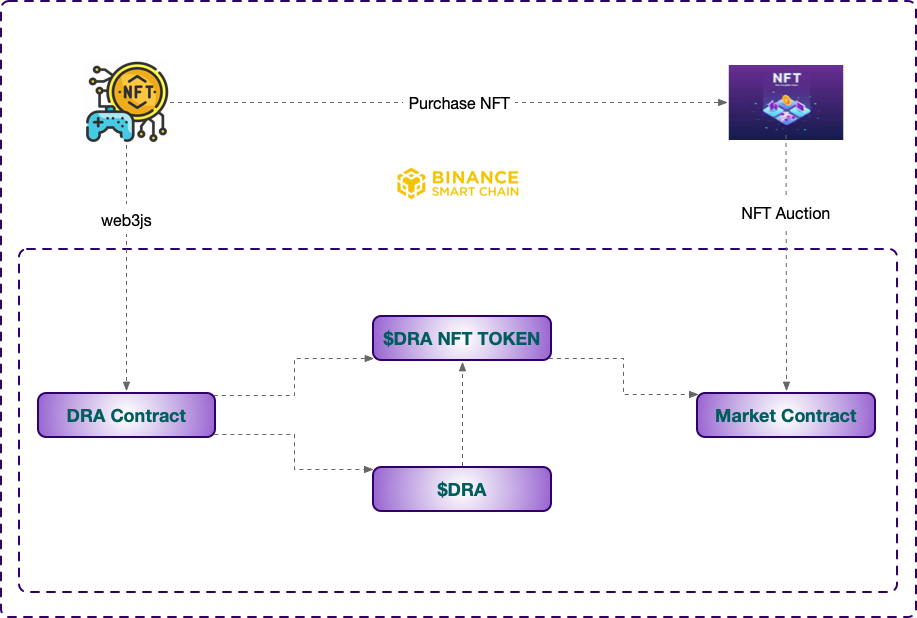 NFT
Purchase NFT
NFT
BINANCE
SMART CHAIN
web3js
NFT Auction
$DRA NFT TOKEN
DRA Contract
Market Contract
$DRA